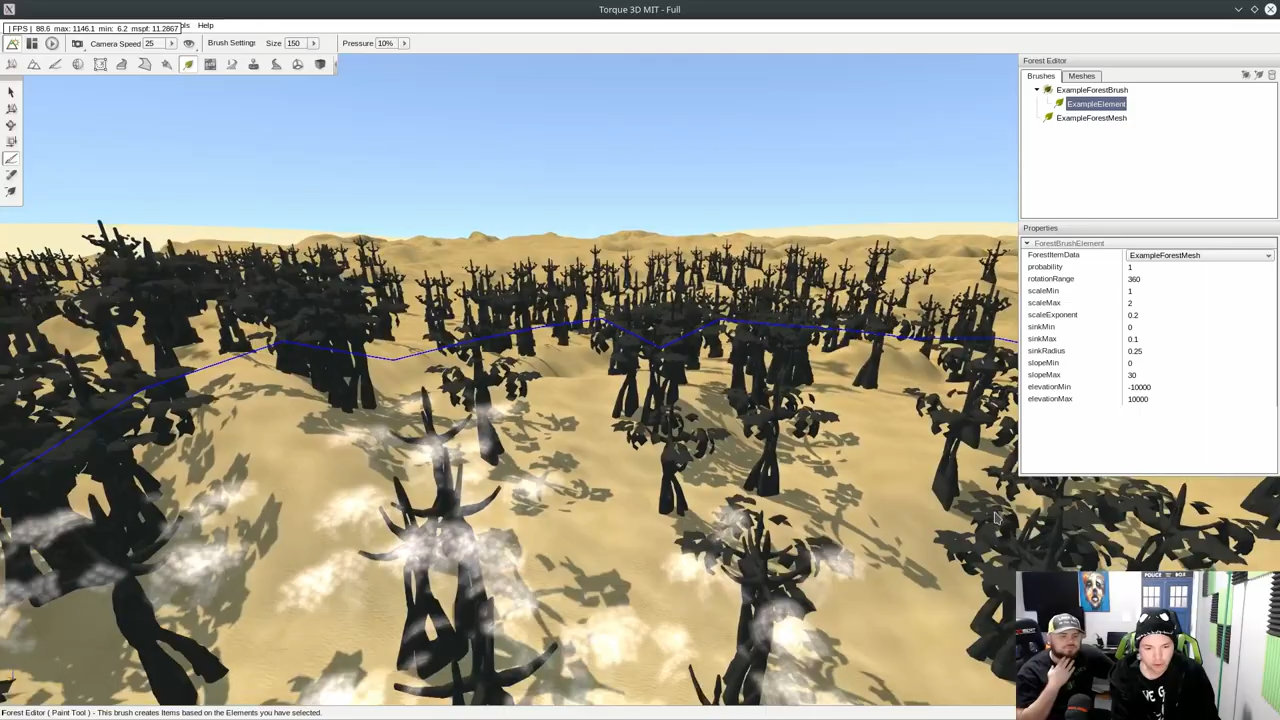 Torque 3D MIT - Full
| FPS | 88.6 max: 1146.1 min: 6.2 mspf: 11.2867
ls Help
Camera Speed 25
Brush Settings Size 150
Pressure: 10%
Forest Editor
Brushes Meshes
ExampleForestBrush
ExampleElement
ExampleForestMesh
Properties
ForestBrushElement
ForestItemData ExampleForestMesh
probability 1
rotationRange 360
scaleMin 1
scaleMax 2
scaleExponent 0.2
sinkMin 0
sinkMax 0.1
sinkRadius 0.25
slopeMin 0
slopeMax 30
elevationMin -10000
elevationMax 10000
POLICE BOX
Forest Editor ( Paint Tool ) - This brush creates Items based on the Elements you have selected.